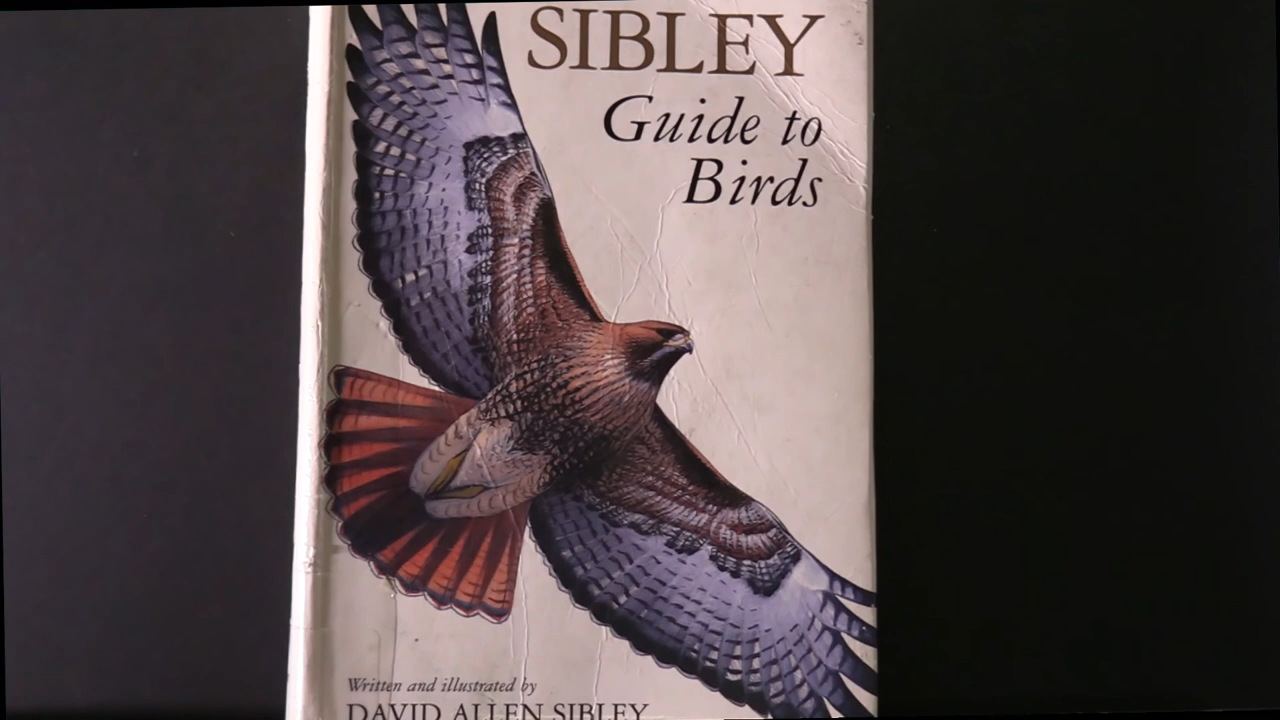 SIBLEY
Guide to
Birds
Written and illustrated by
DAVID ALLEN SIBLEY